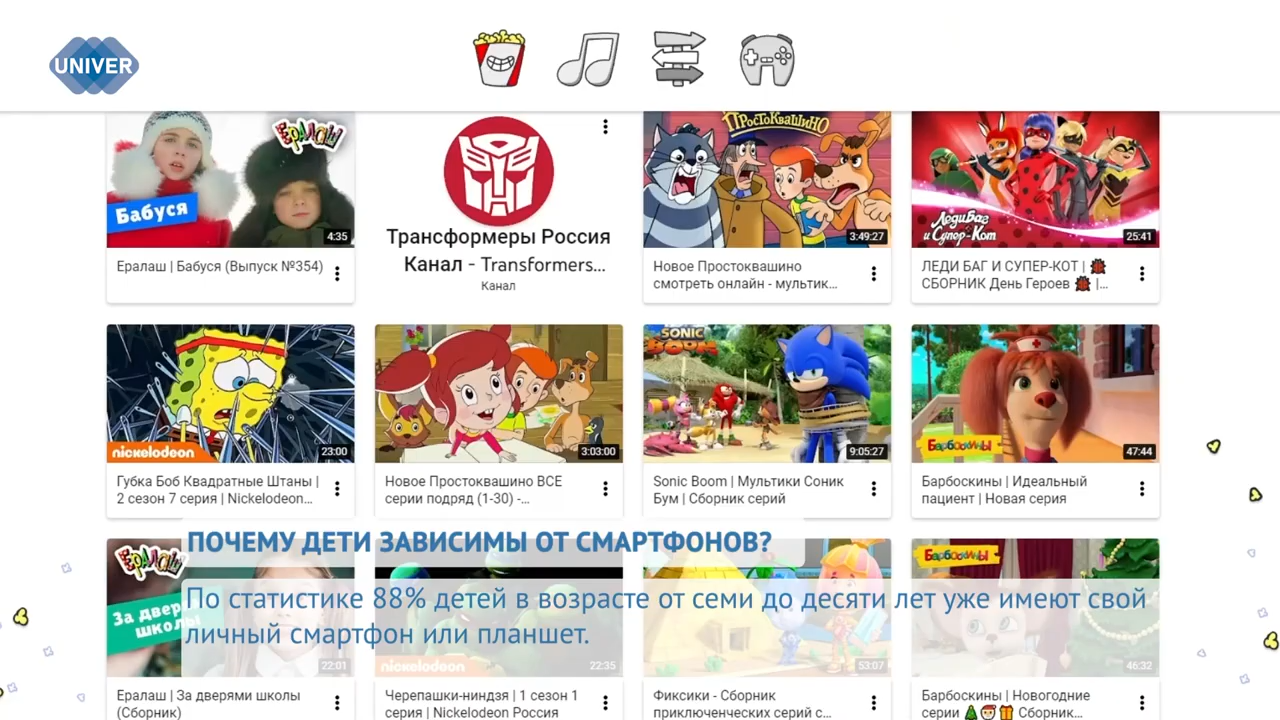 UNIVER
ЕРАЛАШ
Бабуся
4:35
Ералаш | Бабуся (Выпуск №354)
Трансформеры Россия
Канал - Transformers...
Канал
ПРОСТОКВАШИНО
3:49:27
Новое Простоквашино
смотреть онлайн - мультик...
ЛедиБаг
и Супер-Кот
25:41
ЛЕДИ БАГ И СУПЕР-КОТ | 🐞
СБОРНИК День Героев 🐞 |...
nickelodeon
23:00
Губка Боб Квадратные Штаны |
2 сезон 7 серия | Nickelodeon...
3:03:00
Новое Простоквашино ВСЕ
серии подряд (1-30) -...
SONIC
BOOM
9:05:27
Sonic Boom | Мультики Соник
Бум | Сборник серий
Барбоскины
47:44
Барбоскины | Идеальный
пациент | Новая серия
ПОЧЕМУ ДЕТИ ЗАВИСИМЫ ОТ СМАРТФОНОВ?
По статистике 88% детей в возрасте от семи до десяти лет уже имеют свой
личный смартфон или планшет.
ЕРАЛАШ
За дверями
школы
22:01
Ералаш | За дверями школы
(Сборник)
nickelodeon
22:35
Черепашки-ниндзя | 1 сезон 1
серия | Nickelodeon Россия
53:07
Фиксики - Сборник
приключенческих серий с...
Барбоскины
46:32
Барбоскины | Новогодние
серии 🎄🎅🎁 Сборник...